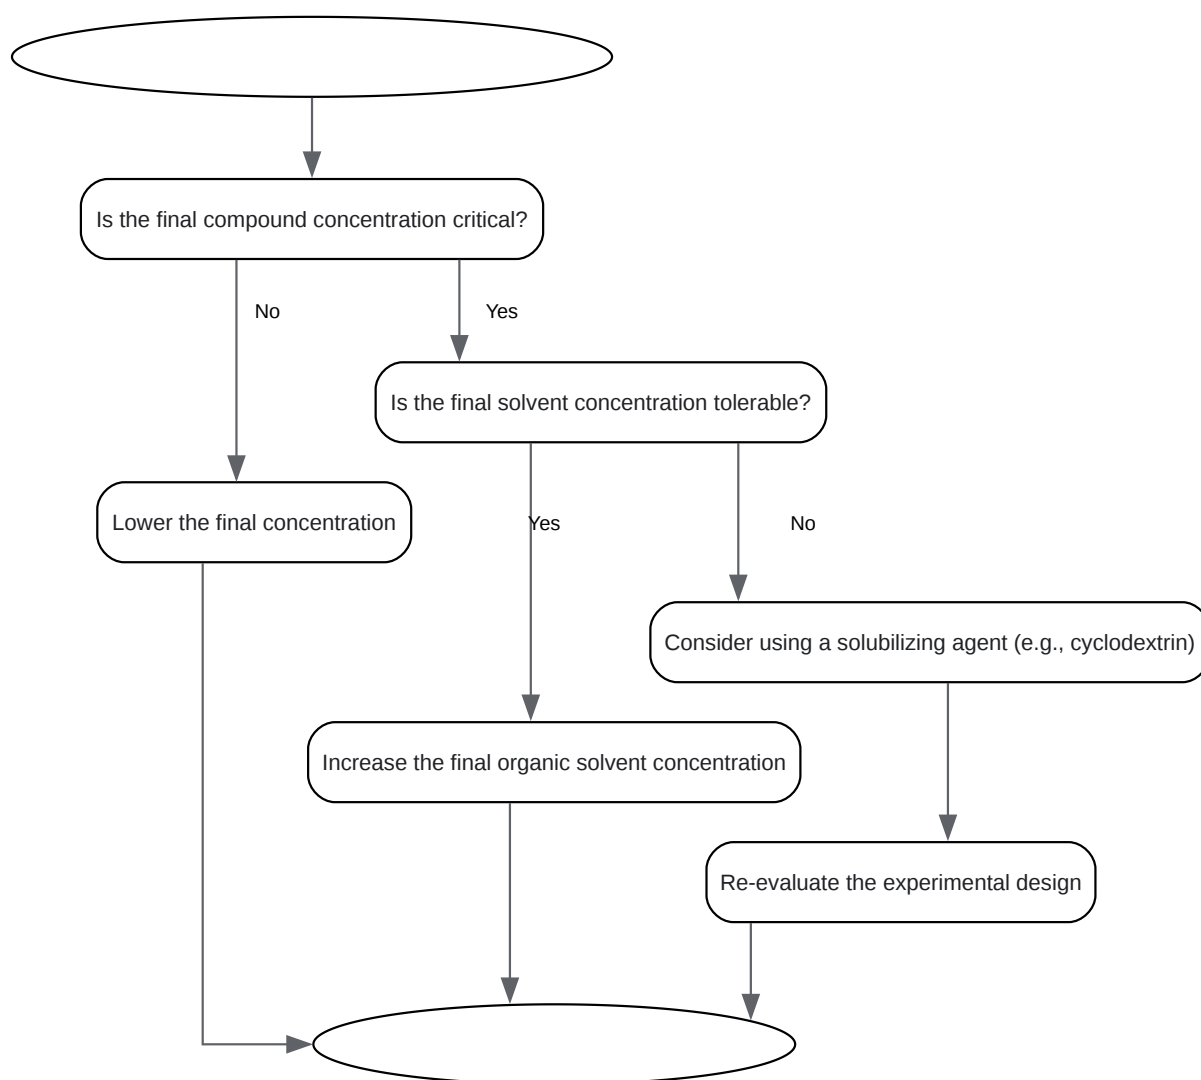 Is the final compound concentration critical?
No
Yes
Is the final solvent concentration tolerable?
Lower the final concentration
Yes
No
Consider using a solubilizing agent (e.g., cyclodextrin)
Increase the final organic solvent concentration
Re-evaluate the experimental design